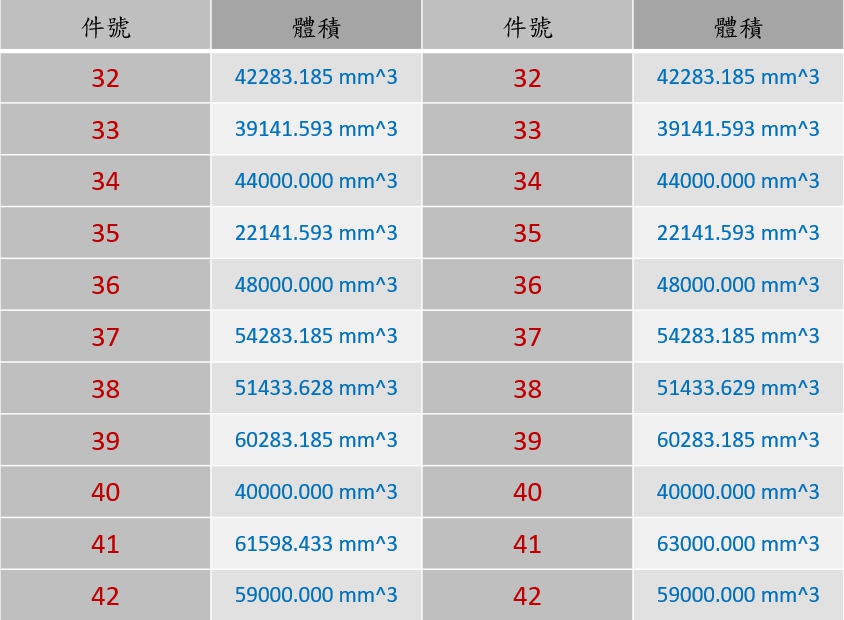 件號 體積 件號 體積
32 42283.185 mm^3 32 42283.185 mm^3
33 39141.593 mm^3 33 39141.593 mm^3
34 44000.000 mm^3 34 44000.000 mm^3
35 22141.593 mm^3 35 22141.593 mm^3
36 48000.000 mm^3 36 48000.000 mm^3
37 54283.185 mm^3 37 54283.185 mm^3
38 51433.628 mm^3 38 51433.629 mm^3
39 60283.185 mm^3 39 60283.185 mm^3
40 40000.000 mm^3 40 40000.000 mm^3
41 61598.433 mm^3 41 63000.000 mm^3
42 59000.000 mm^3 42 59000.000 mm^3